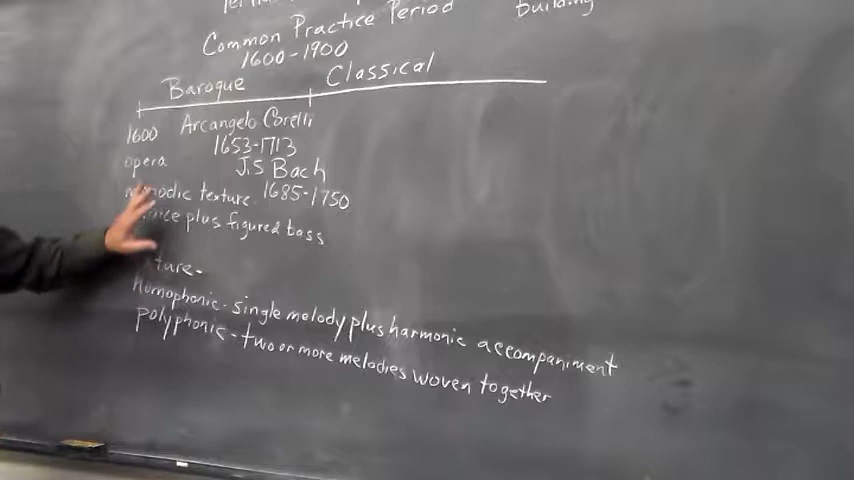 Common Practice Period
building
1600-1900
Baroque
Classical
1600
Arcangelo Corelli
1653-1713
opera
J.S Bach
texture. 1685-1750
plus figured bass
ture-
homophonic - single melody plus harmonic accompaniment
polyphonic - two or more melodies woven together